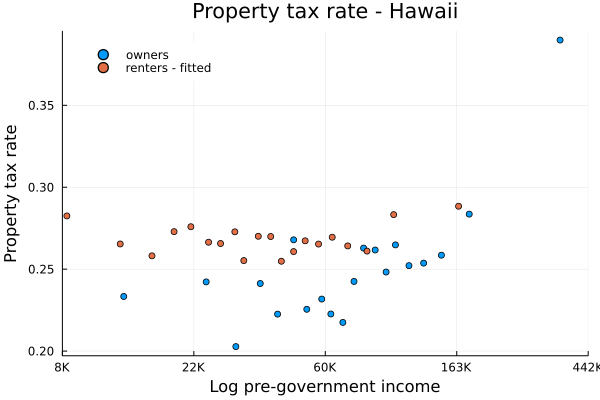 Property tax rate - Hawaii
owners
renters - fitted
Property tax rate
0.35
0.30
0.25
0.20
8K 22K 60K 163K 442K
Log pre-government income